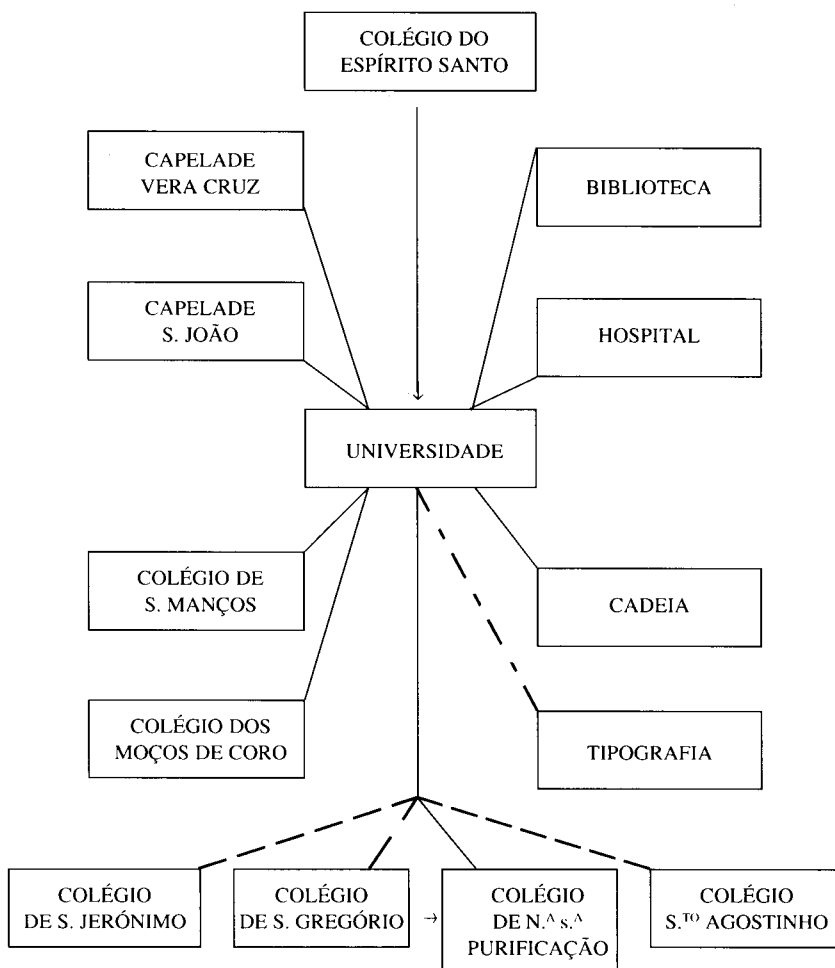 COLÉGIO DO
ESPÍRITO SANTO
CAPELADE
VERA CRUZ
BIBLIOTECA
CAPELADE
S. JOÃO
HOSPITAL
UNIVERSIDADE
COLÉGIO DE
S. MANÇOS
CADEIA
COLÉGIO DOS
MOÇOS DE CORO
TIPOGRAFIA
COLÉGIO
DE S. JERÓNIMO
COLÉGIO
DE S. GREGÓRIO
COLÉGIO
DE N.ᴬ s.ᴬ
PURIFICAÇÃO
COLÉGIO
S.ᵀᴼ AGOSTINHO